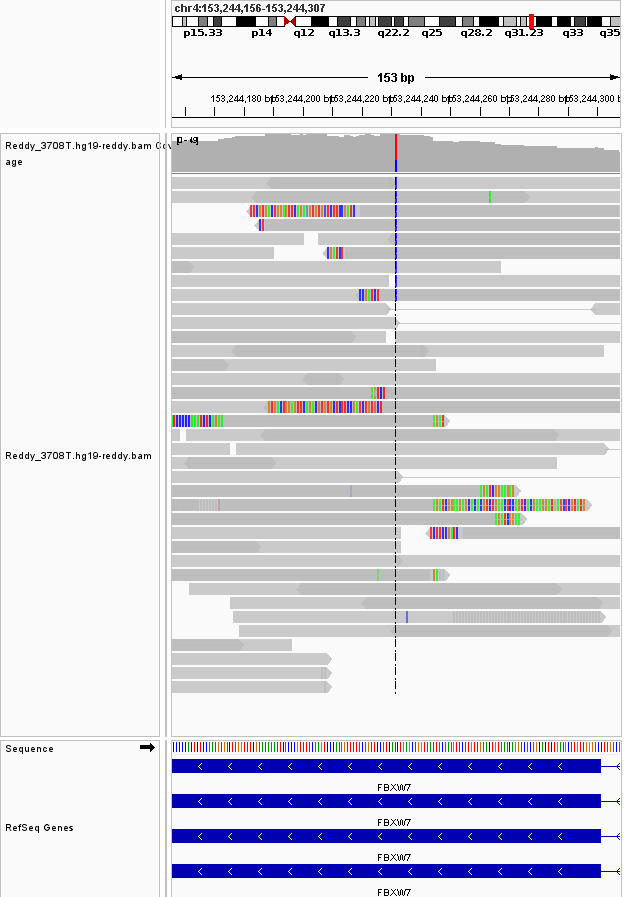 chr4:153,244,156-153,244,307
p15.33 p14 q12 q13.3 q22.2 q25 q28.2 q31.23 q33 q35
153 bp
153,244,180 bp 153,244,200 bp 153,244,220 bp 153,244,240 bp 153,244,260 bp 153,244,280 bp 153,244,300 b
Reddy_3708T.hg19-reddy.bam Cov
age
Reddy_3708T.hg19-reddy.bam
Sequence
FBXW7
FBXW7
RefSeq Genes
FBXW7
FBXW7